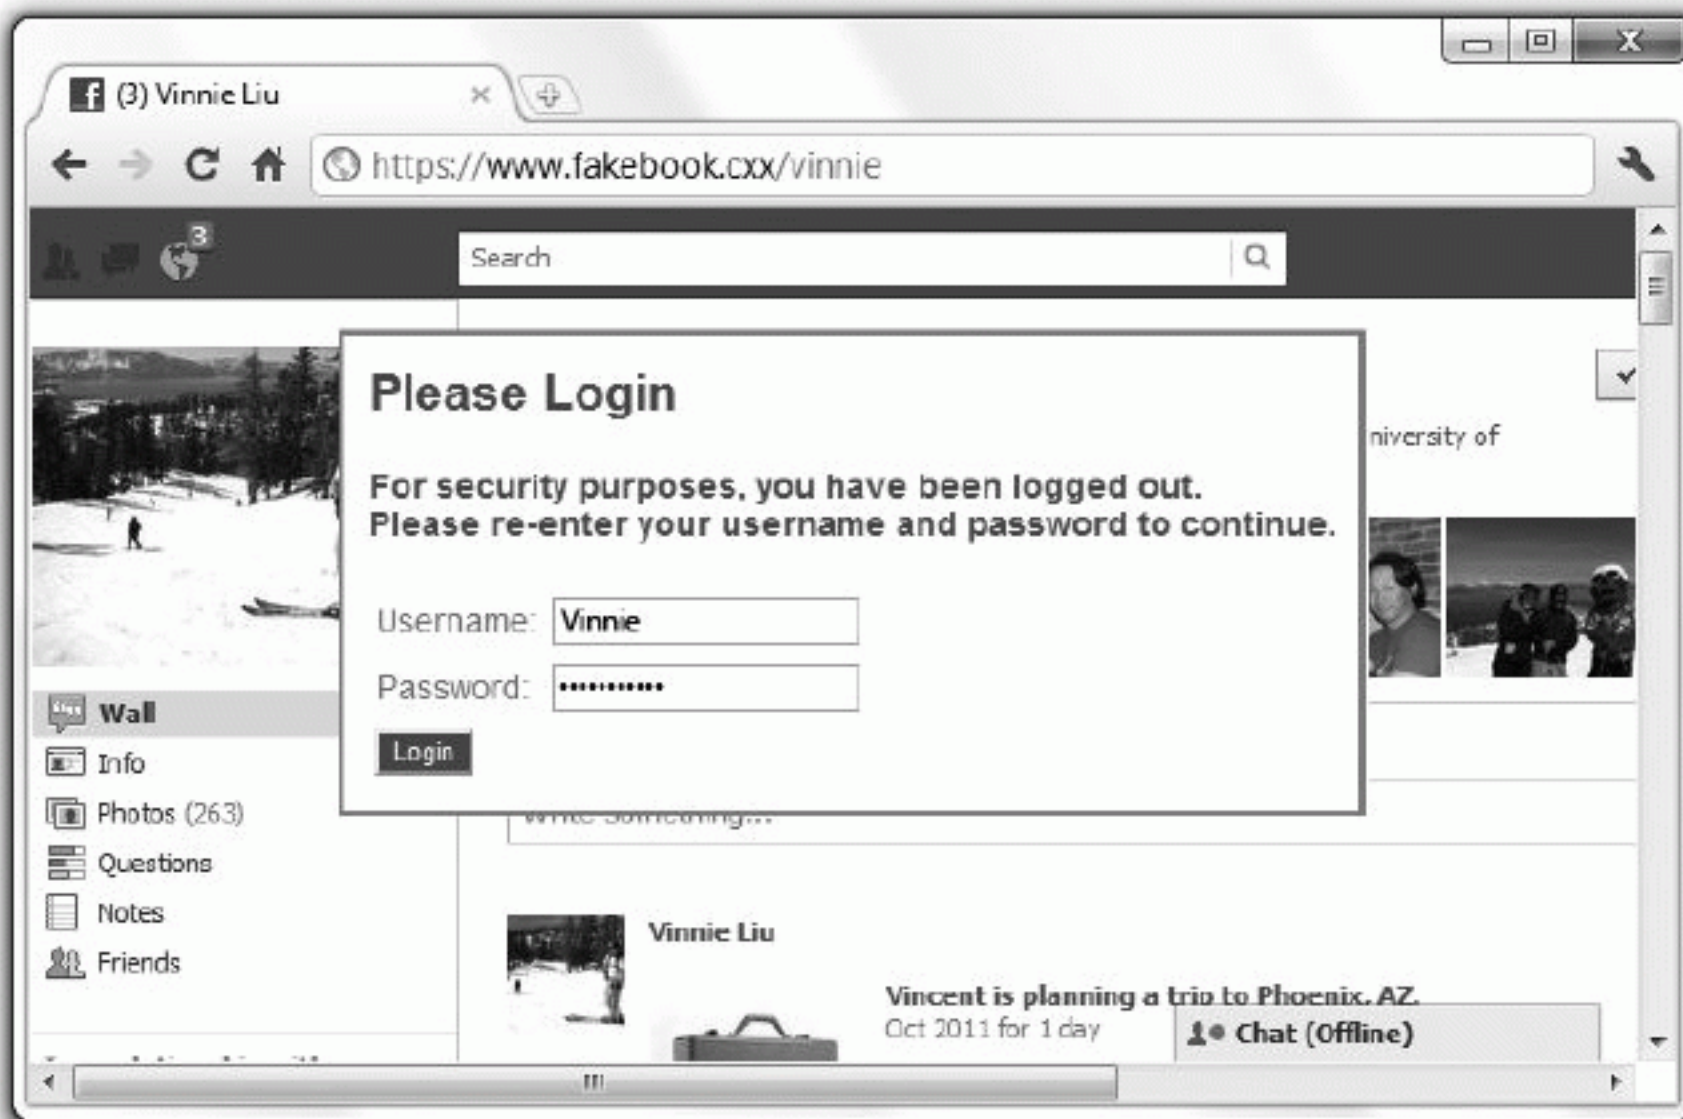 (3) Vinnie Liu
https://www.fakebook.cxx/vinnie
3
Search
Please Login
niversity of
For security purposes, you have been logged out.
Please re-enter your username and password to continue.
Username: Vinnie
Password: •••••••••••
Login
Wall
Info
Photos (263)
Questions
Notes
Friends
Write Something...
Vinnie Liu
Vincent is planning a trip to Phoenix, AZ.
Oct 2011 for 1 day
Chat (Offline)